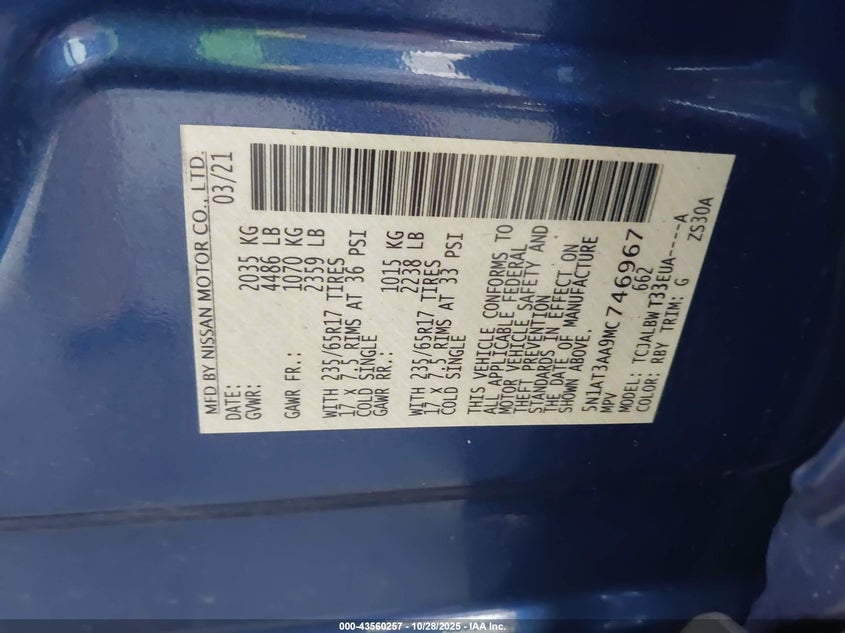 MFD BY NISSAN MOTOR CO., LTD.
DATE: 03/21
GVWR: 2035 KG
4486 LB
GAWR FR.: 1070 KG
2359 LB
WITH 235/65R17 TIRES
17 X 7.5 RIMS AT 36 PSI
COLD SINGLE
GAWR RR.: 1015 KG
2238 LB
WITH 235/65R17 TIRES
17 X 7.5 RIMS AT 33 PSI
COLD SINGLE
THIS VEHICLE CONFORMS TO
ALL APPLICABLE FEDERAL
MOTOR VEHICLE SAFETY AND
THEFT PREVENTION
STANDARDS IN EFFECT ON
THE DATE OF MANUFACTURE
SHOWN ABOVE.
5N1AT3AA9MC746967
MPV 662
MODEL: TC1ALBW T33EUA----A
COLOR: RBY TRIM: G ZS30A
000-43560257 - 10/28/2025 - IAA Inc.